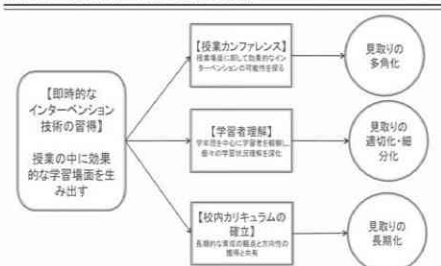 【即時的な
インターベンション
技術の習得】
授業の中に効果
的な学習場面を生
み出す
【授業カンファレンス】
授業場面に即して効果的なイン
ターベンションの可能性を探る
見取りの
多角化
【学習者理解】
学年団を中心に学習者を観察し、
個々の学習状況理解を深化
見取りの
適切化・細
分化
【校内カリキュラムの
確立】
長期的な育成の観点と方向性の
獲得と共有
見取りの
長期化